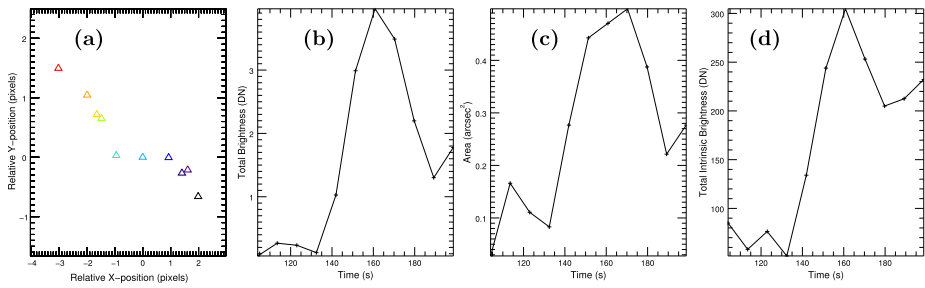 (a)
2
1
0
−1
−4 −3 −2 −1 0 1 2
Relative X−position (pixels)
Relative Y−position (pixels)
(b)
3
2
1
120 140 160 180
Time (s)
Total Brightness (DN)
(c)
0.4
0.3
0.2
0.1
120 140 160 180
Time (s)
Area (arcsec²)
(d)
300
250
200
150
100
120 140 160 180
Time (s)
Total Intrinsic Brightness (DN)